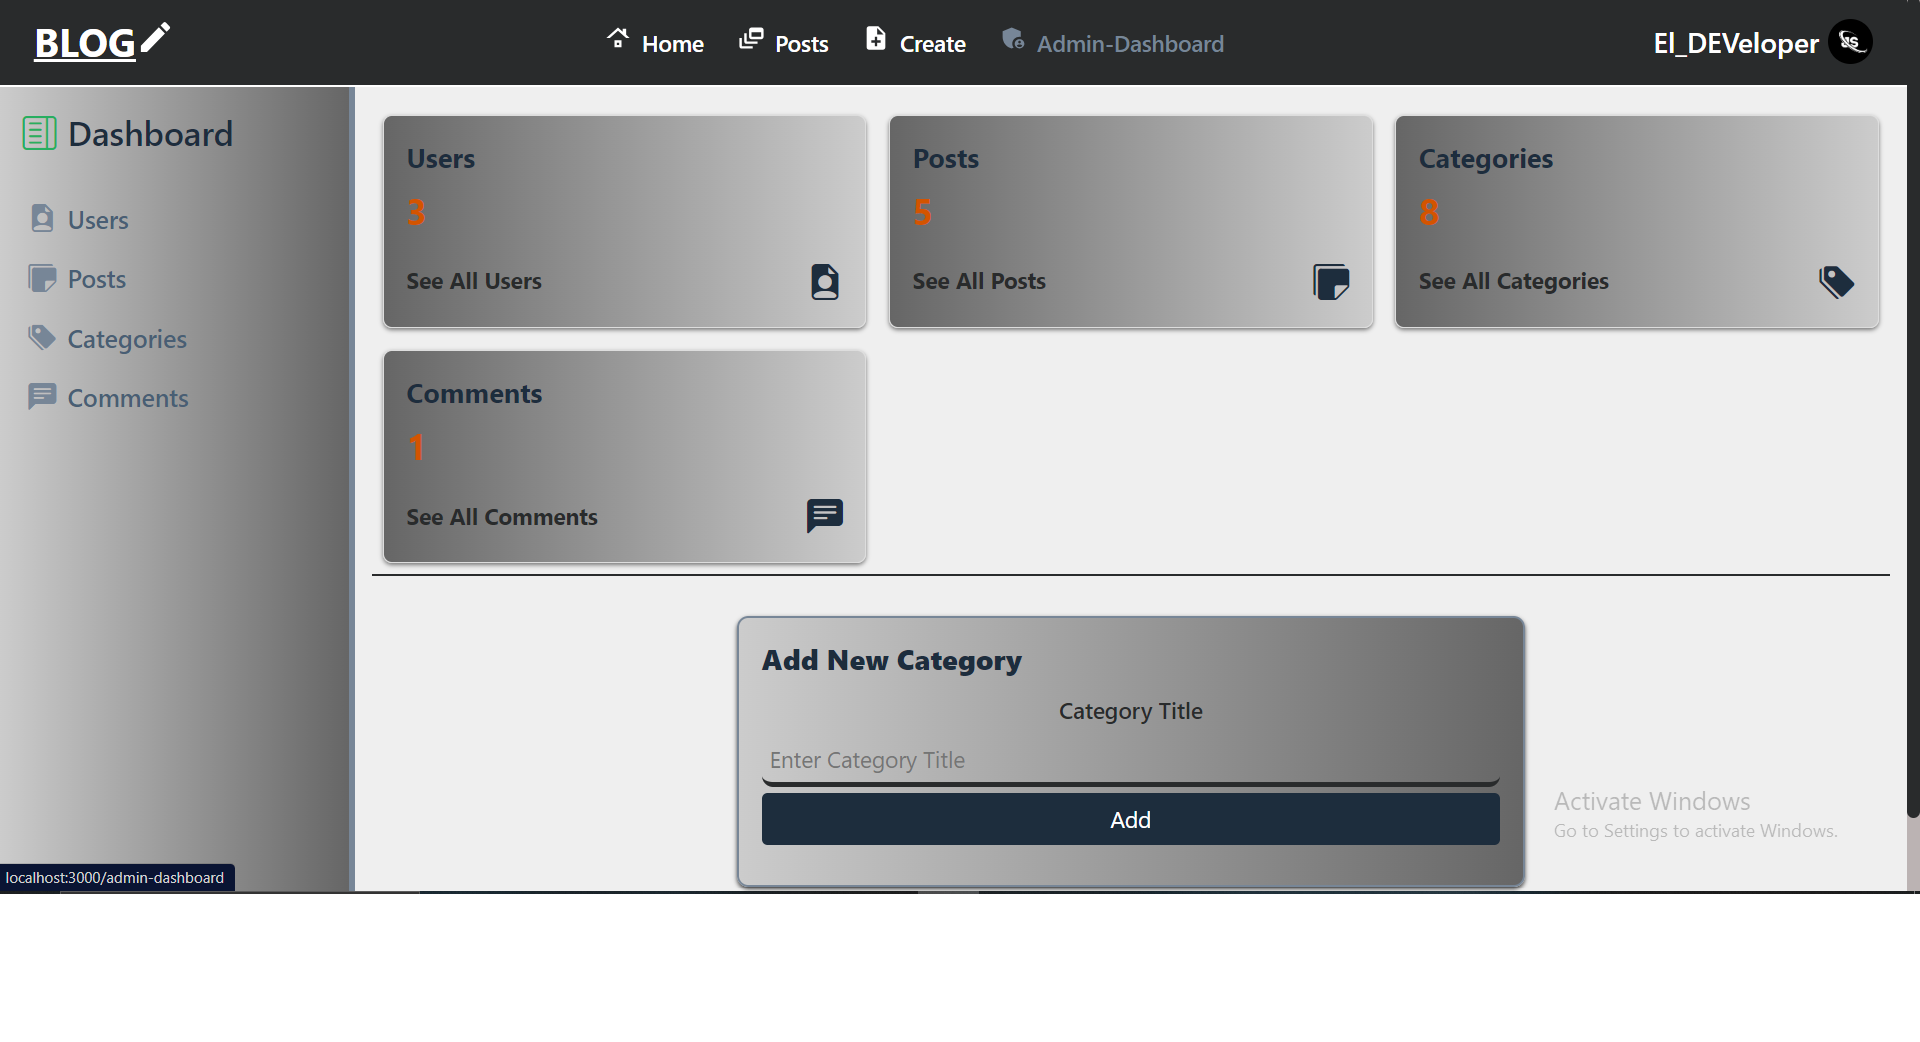 BLOG
Home Posts Create Admin-Dashboard
El_DEVeloper
Dashboard
Users
Posts
Categories
Comments
Users
3
See All Users
Posts
5
See All Posts
Categories
8
See All Categories
Comments
1
See All Comments
Add New Category
Category Title
Enter Category Title
Add
Activate Windows
Go to Settings to activate Windows.
localhost:3000/admin-dashboard